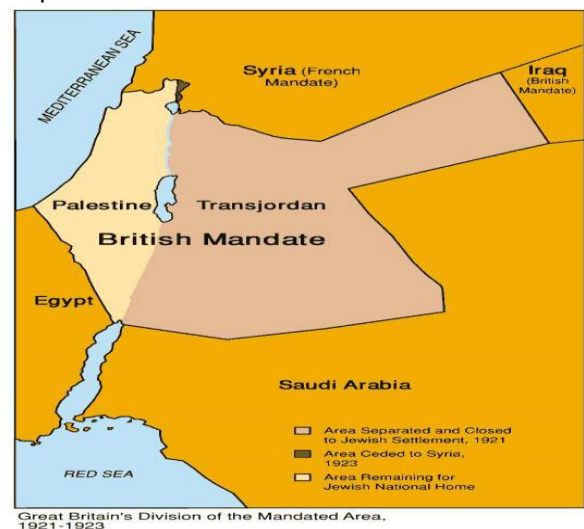 MEDITERRANEAN SEA
Syria (French
Mandate)
Iraq
(British
Mandate)
Palestine
Transjordan
British Mandate
Egypt
Saudi Arabia
Area Separated and Closed
to Jewish Settlement, 1921
Area Ceded to Syria,
1923
Area Remaining for
Jewish National Home
RED SEA
Great Britain's Division of the Mandated Area,
1921-1923